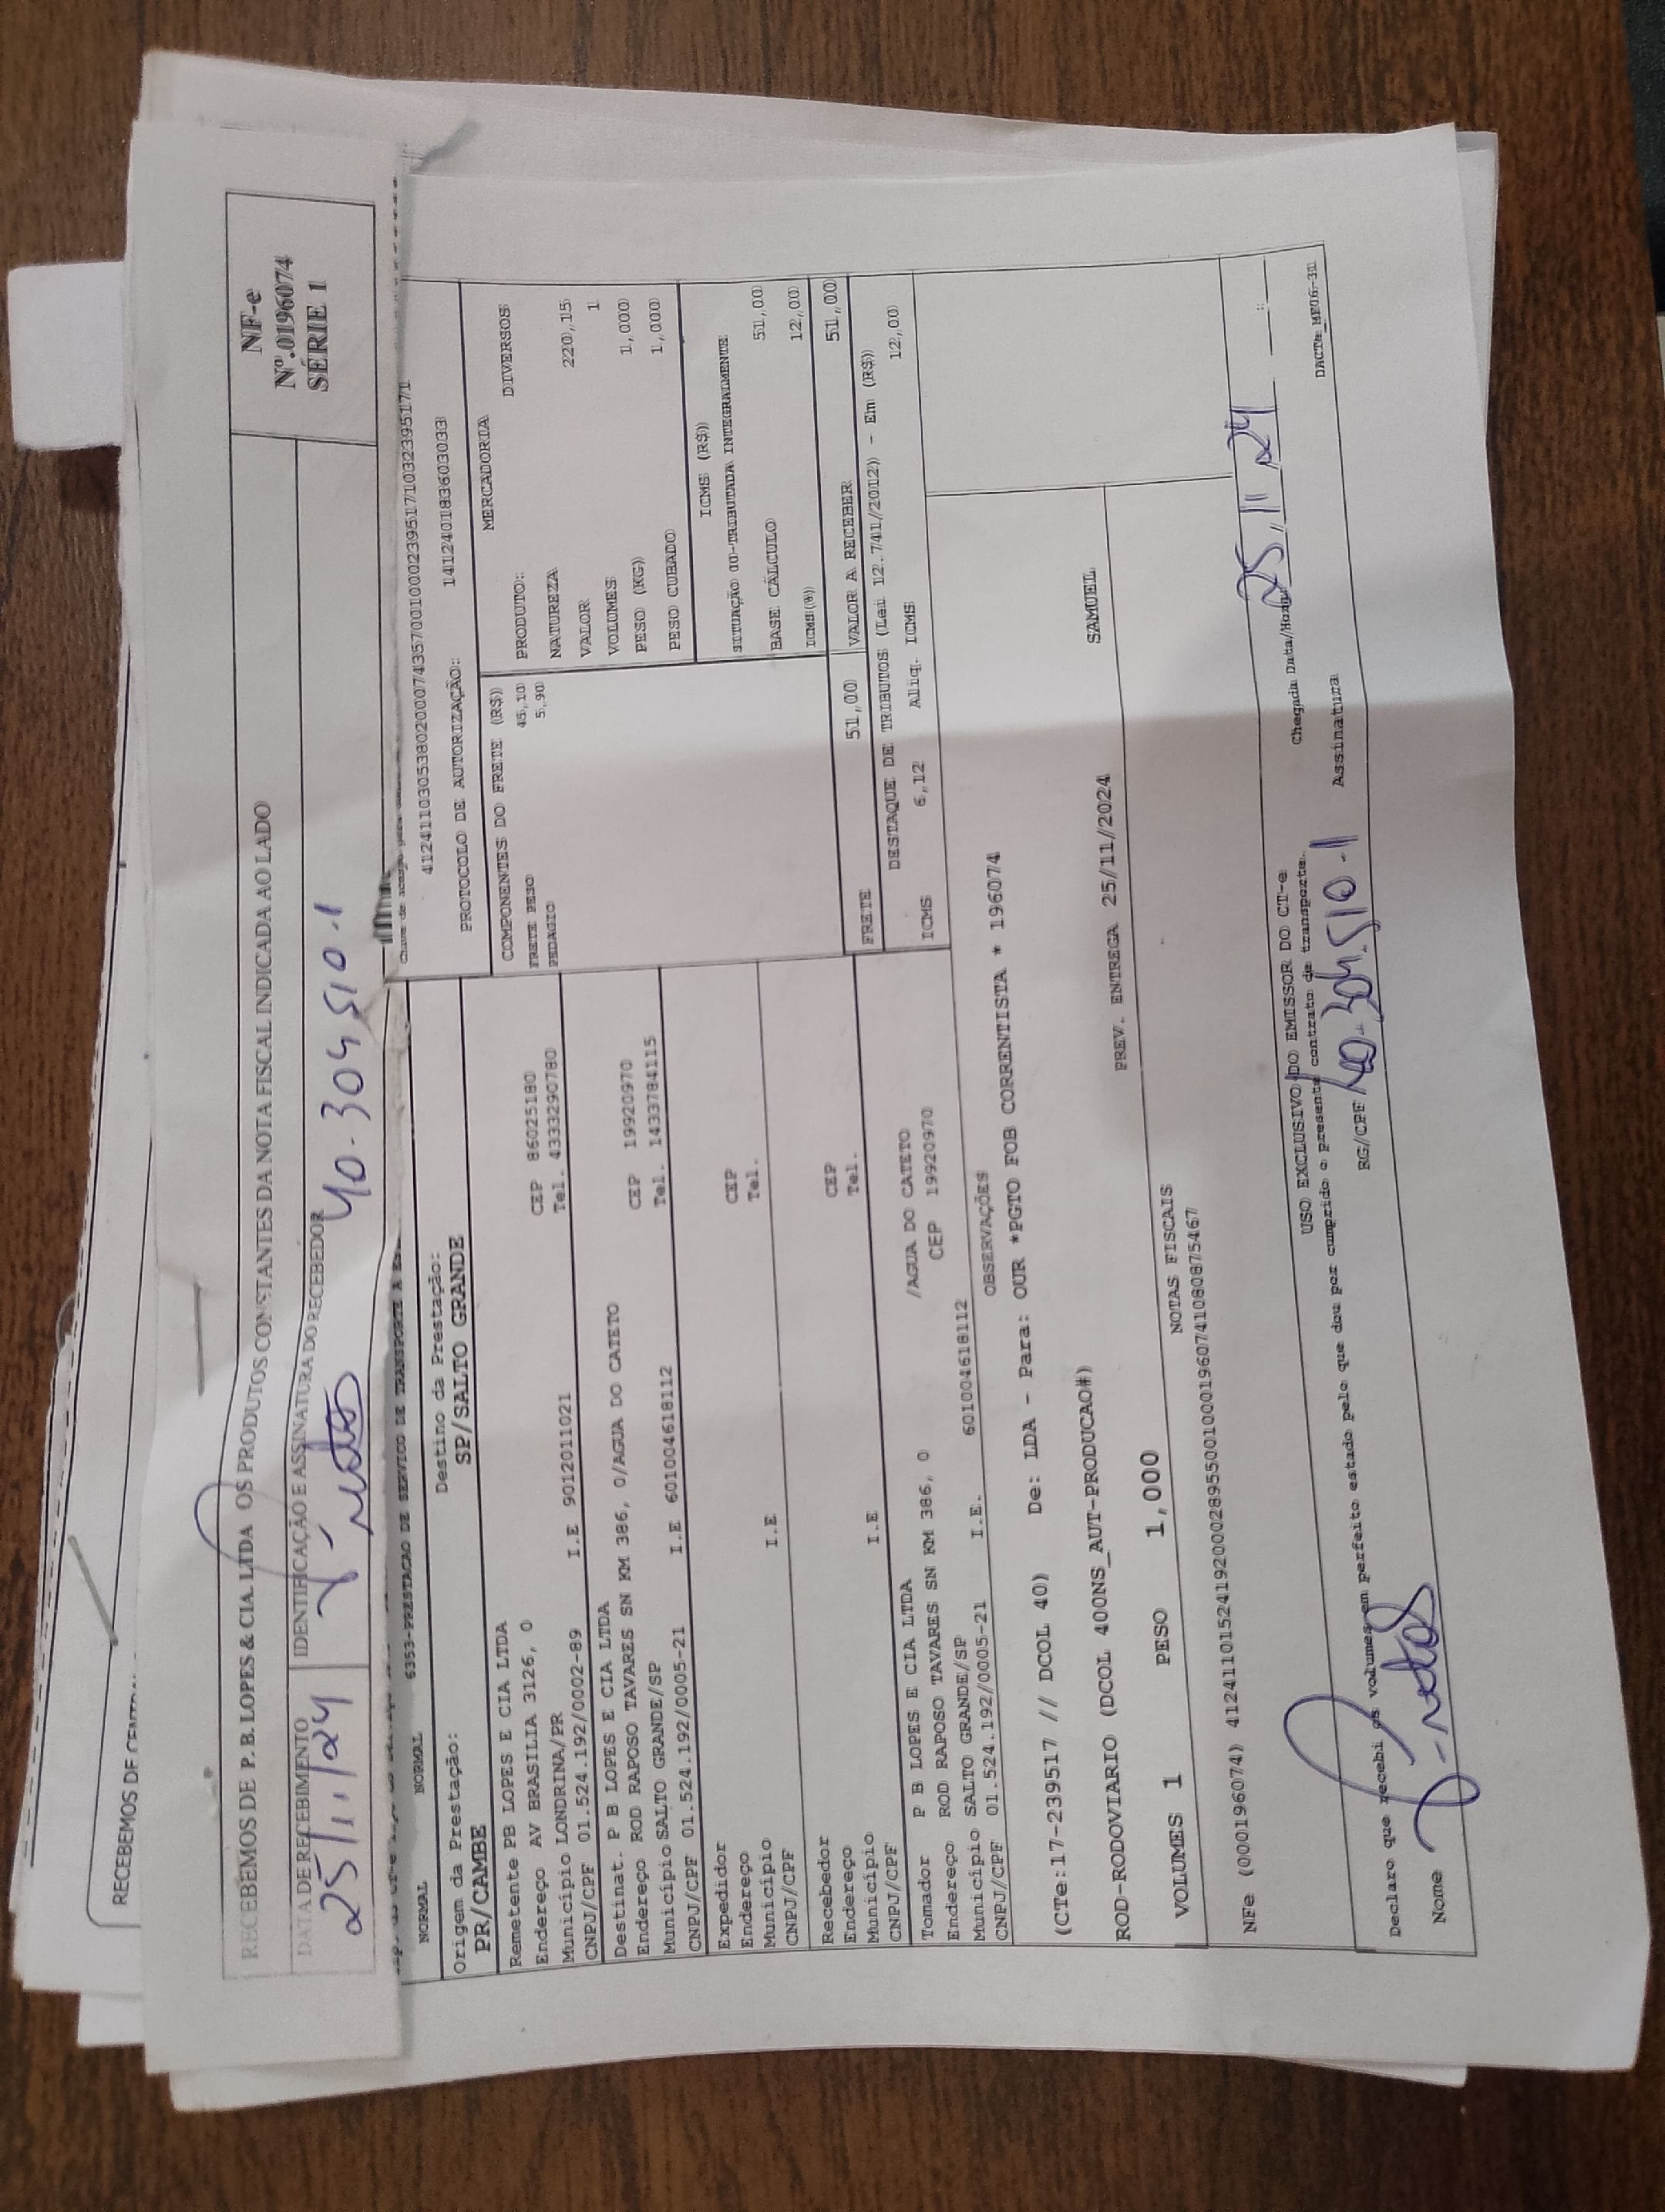 RECEBEMOS DE CENTRA
RECEBEMOS DE P. B. LOPES & CIA. LTDA OS PRODUTOS CONSTANTES DA NOTA FISCAL INDICADA AO LADO
NF-e
Nº.0196074
SÉRIE 1
DATA DE RECEBIMENTO
25/11/24
IDENTIFICAÇÃO E ASSINATURA DO RECEBEDOR
40.304510-1
NORMAL NORMAL 6353-PRESTACAO DE SERVICO DE TRANSPORTE A
41241103053802000743570010002395171032395171
Origem da Prestação:
PR/CAMBE
Destino da Prestação:
SP/SALTO GRANDE
PROTOCOLO DE AUTORIZAÇÃO: 141240183603033
Remetente PB LOPES E CIA LTDA
Endereço AV BRASILIA 3126, 0 CEP 86025180
Município LONDRINA/PR Tel. 4333290780
CNPJ/CPF 01.524.192/0002-89 I.E 9012011021
Destinat. P B LOPES E CIA LTDA
Endereço ROD RAPOSO TAVARES SN KM 386, 0/AGUA DO CATETO CEP 19920970
Município SALTO GRANDE/SP Tel. 1433784115
CNPJ/CPF 01.524.192/0005-21 I.E 601004618112
Expedidor
Endereço CEP
Município Tel.
CNPJ/CPF I.E
Recebedor
Endereço CEP
Município Tel.
CNPJ/CPF I.E
Tomador P B LOPES E CIA LTDA
Endereço ROD RAPOSO TAVARES SN KM 386, 0 /AGUA DO CATETO
Município SALTO GRANDE/SP CEP 19920970
CNPJ/CPF 01.524.192/0005-21 I.E. 601004618112
COMPONENTES DO FRETE (R$)
FRETE PESO 45,10
PEDAGIO 5,90
MERCADORIA
PRODUTO: DIVERSOS
NATUREZA
VALOR 220,15
VOLUMES 1
PESO (KG) 1,000
PESO CUBADO 1,000
ICMS (R$)
SITUAÇÃO 00-TRIBUTADA INTEGRALMENTE
BASE CÁLCULO 51,00
ICMS(%) 12,00
FRETE 51,00 VALOR A RECEBER 51,00
DESTAQUE DE TRIBUTOS (Lei 12.741/2012) - Em (R$)
ICMS 6,12 Aliq. ICMS 12,00
OBSERVAÇÕES
(CTe:17-239517 // DCOL 40) De: LDA - Para: OUR *PGTO FOB CORRENTISTA * 196074
ROD-RODOVIARIO (DCOL 400NS_AUT-PRODUCAO#)
PREV. ENTREGA 25/11/2024 SAMUEL
VOLUMES 1 PESO 1,000
NOTAS FISCAIS
NFe (000196074) 41241101524192000289550010001960741080875467
USO EXCLUSIVO DO EMISSOR DO CT-e
Declaro que recebi os volumes em perfeito estado pelo que dou por cumprido o presente contrato de transporte.
Chegada Data/Hora 25/11/24
Nome
RG/CPF 40.304.510-1
Assinatura
DACTe_ME06-31